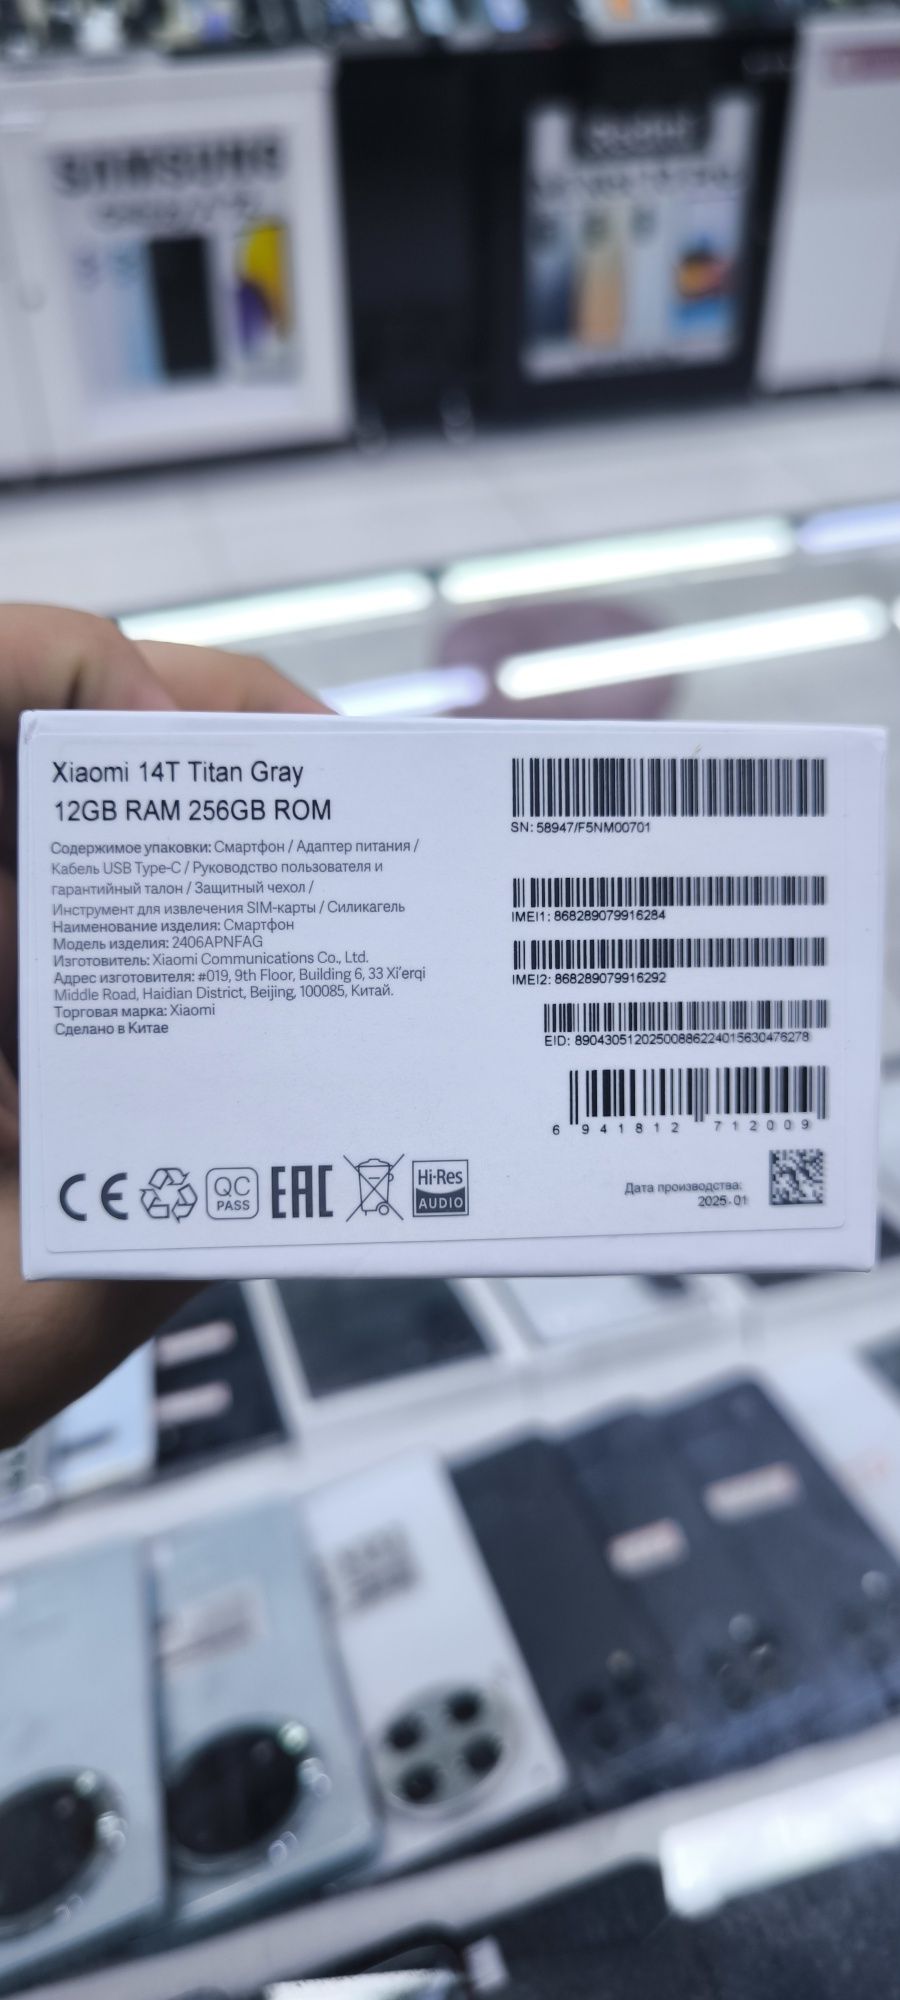 SAMSUNG
Xiaomi 14T Titan Gray
12GB RAM 256GB ROM
Содержимое упаковки: Смартфон / Адаптер питания /
Кабель USB Type-C / Руководство пользователя и
гарантийный талон / Защитный чехол /
Инструмент для извлечения SIM-карты / Силикагель
Наименование изделия: Смартфон
Модель изделия: 2406APNFAG
Изготовитель: Xiaomi Communications Co., Ltd.
Адрес изготовителя: #019, 9th Floor, Building 6, 33 Xi'erqi
Middle Road, Haidian District, Beijing, 100085, Китай.
Торговая марка: Xiaomi
Сделано в Китае
SN: 58947/F5NM00701
IMEI1: 868289079916284
IMEI2: 868289079916292
EID: 89043051202500886224015630476278
6 941812 712009
CE
QC
PASS
EAC
Hi-Res
AUDIO
Дата производства:
2025-01